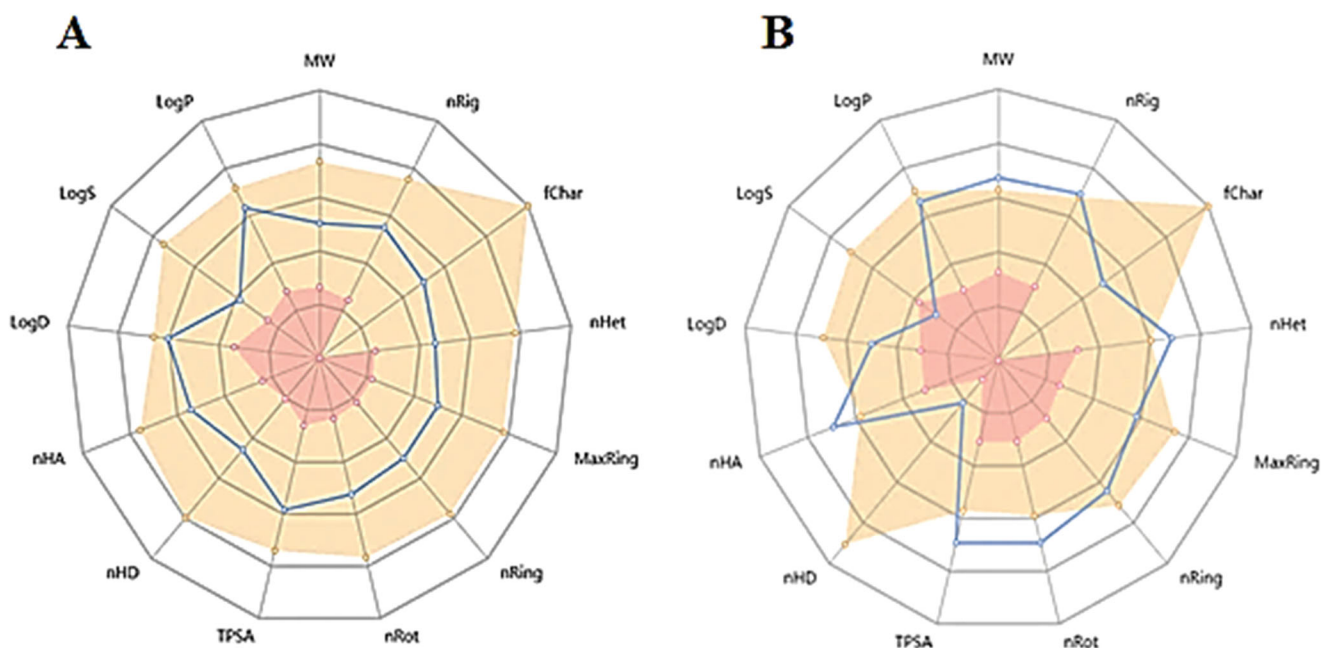 A
MW
nRig
fChar
nHet
MaxRing
nRing
nRot
TPSA
nHD
nHA
LogD
LogS
LogP
B
MW
nRig
fChar
nHet
MaxRing
nRing
nRot
TPSA
nHD
nHA
LogD
LogS
LogP